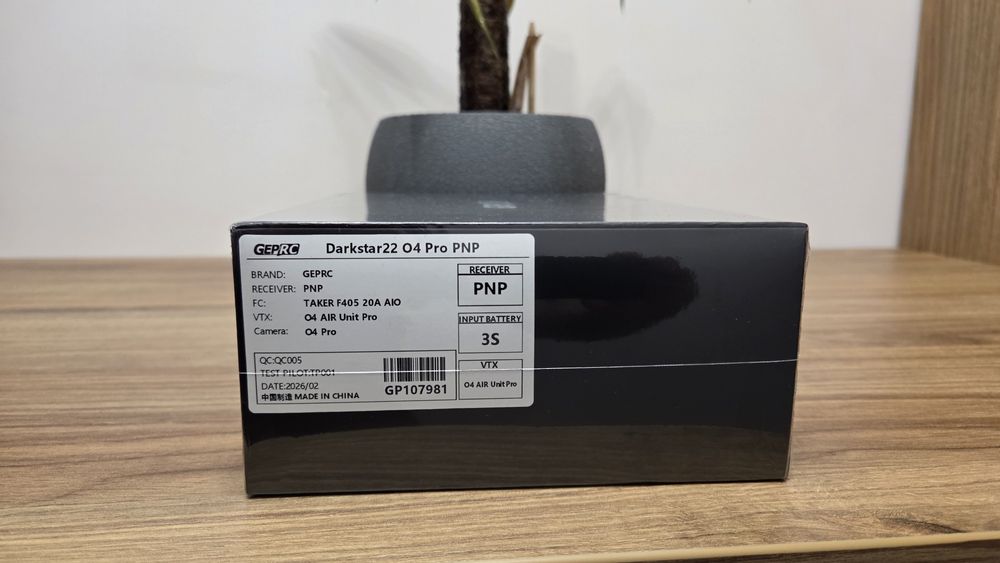 GEPRC Darkstar22 O4 Pro PNP
BRAND: GEPRC
RECEIVER: PNP
FC: TAKER F405 20A AIO
VTX: O4 AIR Unit Pro
Camera: O4 Pro
RECEIVER
PNP
INPUT BATTERY
3S
VTX
O4 AIR Unit Pro
QC:QC005
TEST PILOT:TP001
DATE:2026/02
中国制造 MADE IN CHINA
GP107981